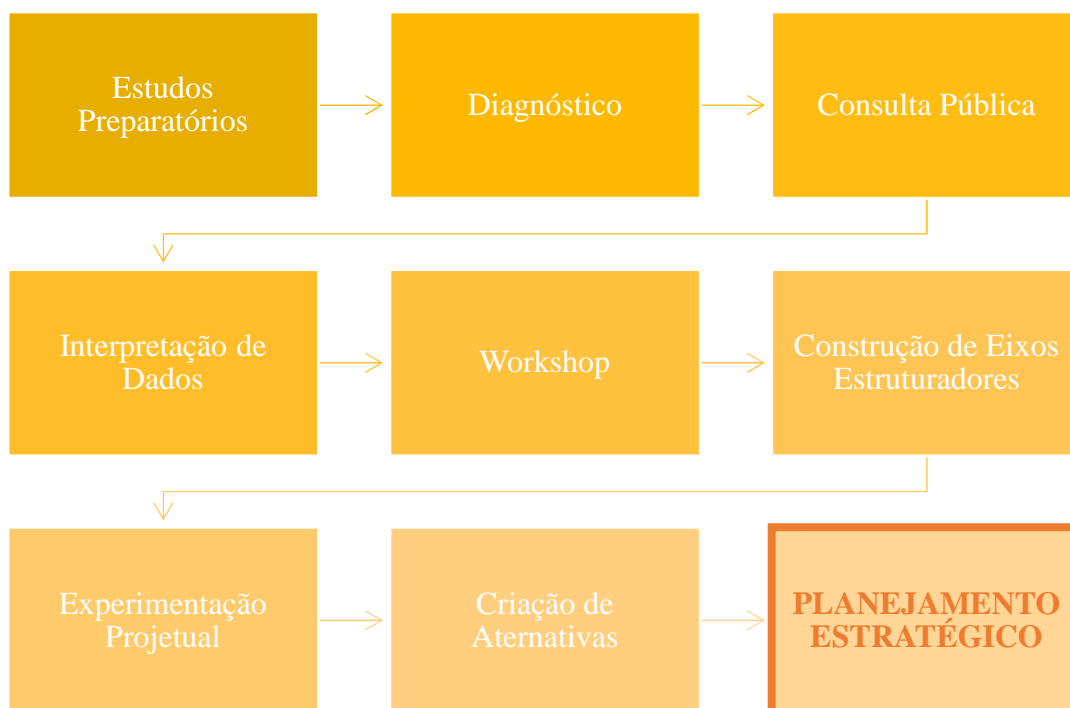 Estudos
Preparatórios
Diagnóstico
Consulta Pública
Interpretação de
Dados
Workshop
Construção de Eixos
Estruturadores
Experimentação
Projetual
Criação de
Aternativas
PLANEJAMENTO
ESTRATÉGICO